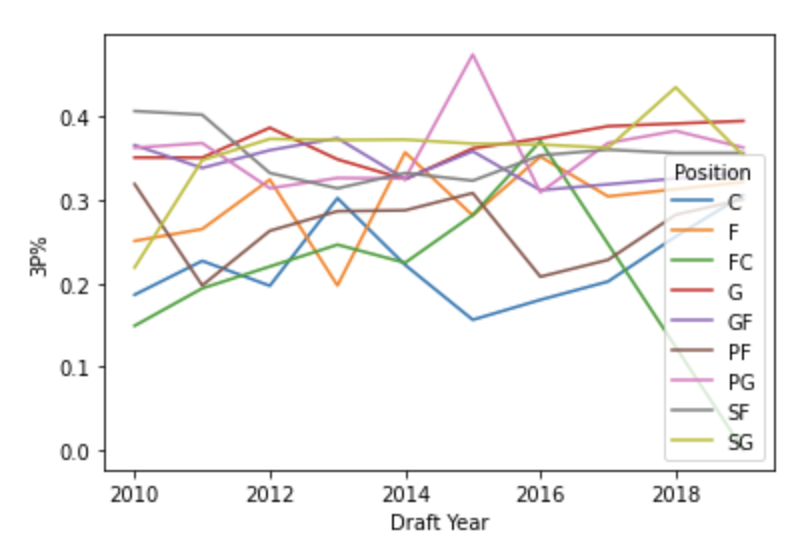 0.4
0.3
0.2
0.1
0.0
3P%
2010 2012 2014 2016 2018
Draft Year
Position
C
F
FC
G
GF
PF
PG
SF
SG